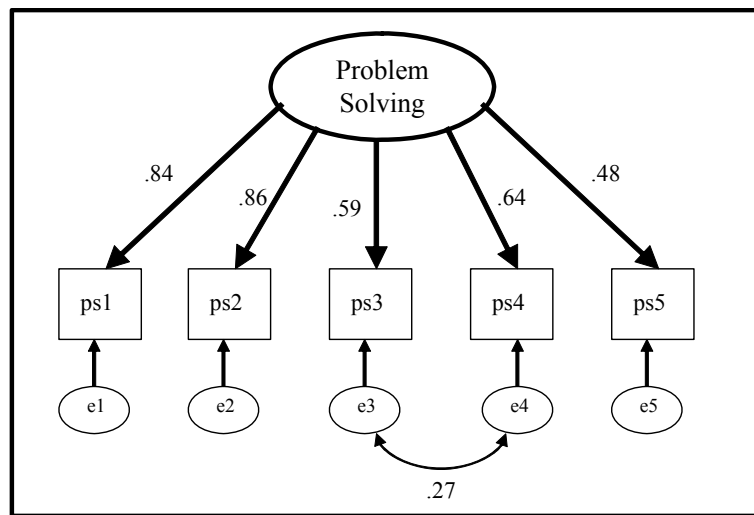 Problem
Solving
.84
.86
.59
.64
.48
ps1
ps2
ps3
ps4
ps5
e1
e2
e3
e4
e5
.27